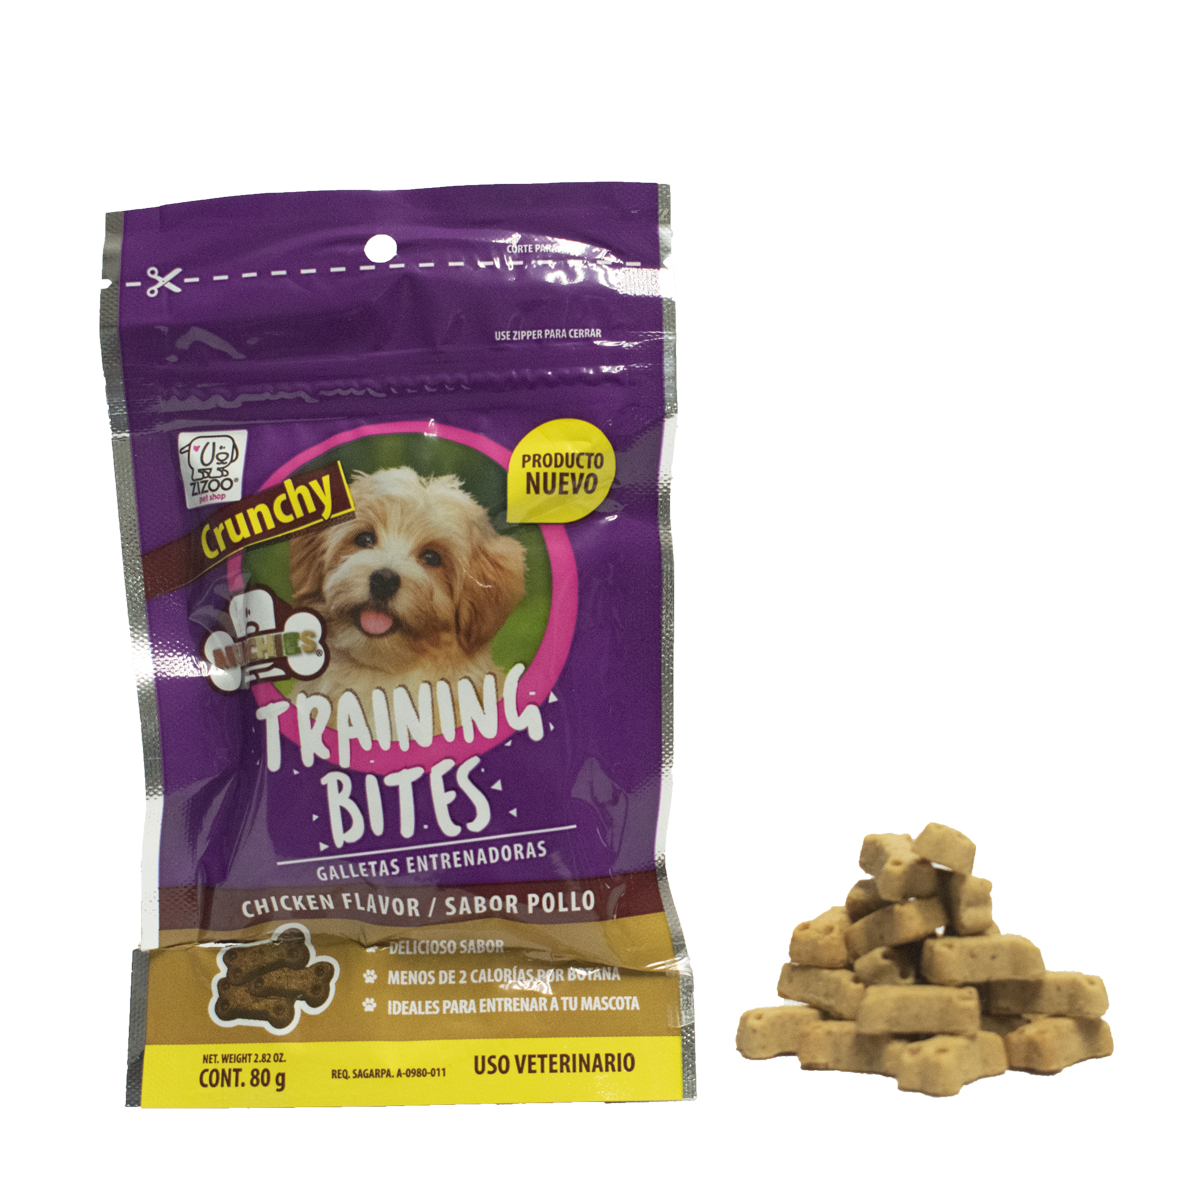 CORTE PARA
USE ZIPPER PARA CERRAR
ZIZOO®
pet shop
Crunchy
PRODUCTO
NUEVO
TRAINING
BITES
GALLETAS ENTRENADORAS
CHICKEN FLAVOR / SABOR POLLO
DELICIOSO SABOR
MENOS DE 2 CALORÍAS POR BOTANA
IDEALES PARA ENTRENAR A TU MASCOTA
NET. WEIGHT 2.82 OZ.
CONT. 80 g
REQ. SAGARPA. A-0980-011
USO VETERINARIO